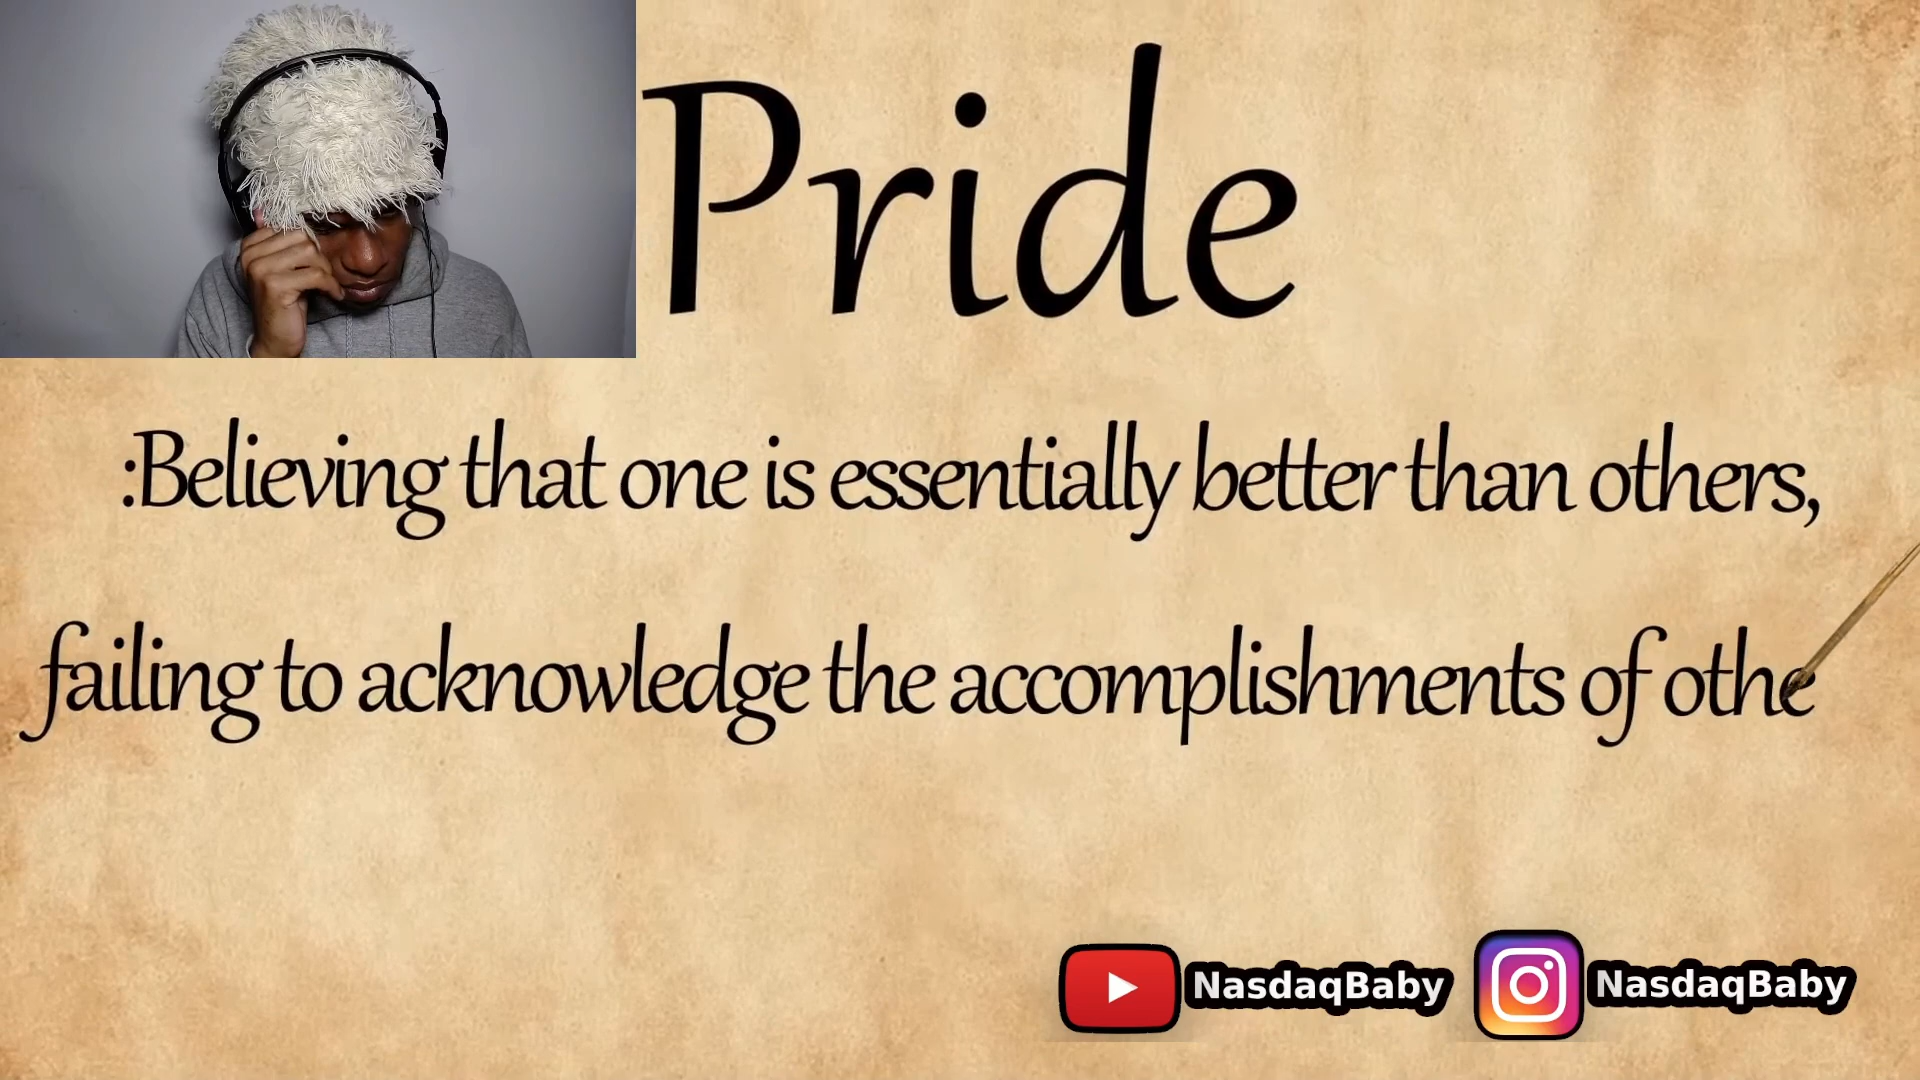 Pride
:Believing that one is essentially better than others,
failing to acknowledge the accomplishments of othe
NasdaqBaby NasdaqBaby